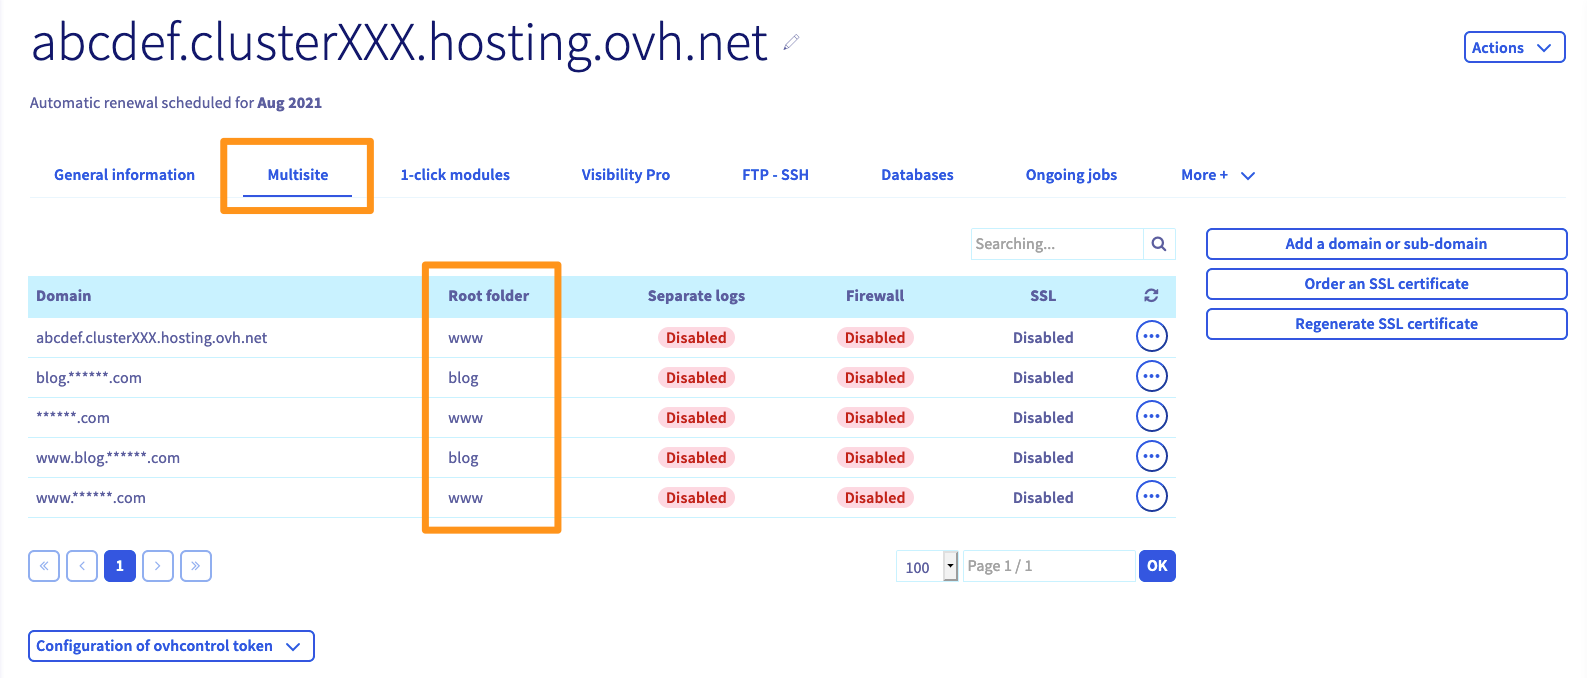 abcdef.clusterXXX.hosting.ovh.net
Actions
Automatic renewal scheduled for Aug 2021
General information Multisite 1-click modules Visibility Pro FTP - SSH Databases Ongoing jobs More +
Searching...
Add a domain or sub-domain
Order an SSL certificate
Regenerate SSL certificate
Domain Root folder Separate logs Firewall SSL
abcdef.clusterXXX.hosting.ovh.net www Disabled Disabled Disabled
blog.******.com blog Disabled Disabled Disabled
******.com www Disabled Disabled Disabled
www.blog.******.com blog Disabled Disabled Disabled
www.******.com www Disabled Disabled Disabled
« ‹ 1 › » 100 Page 1 / 1 OK
Configuration of ovhcontrol token